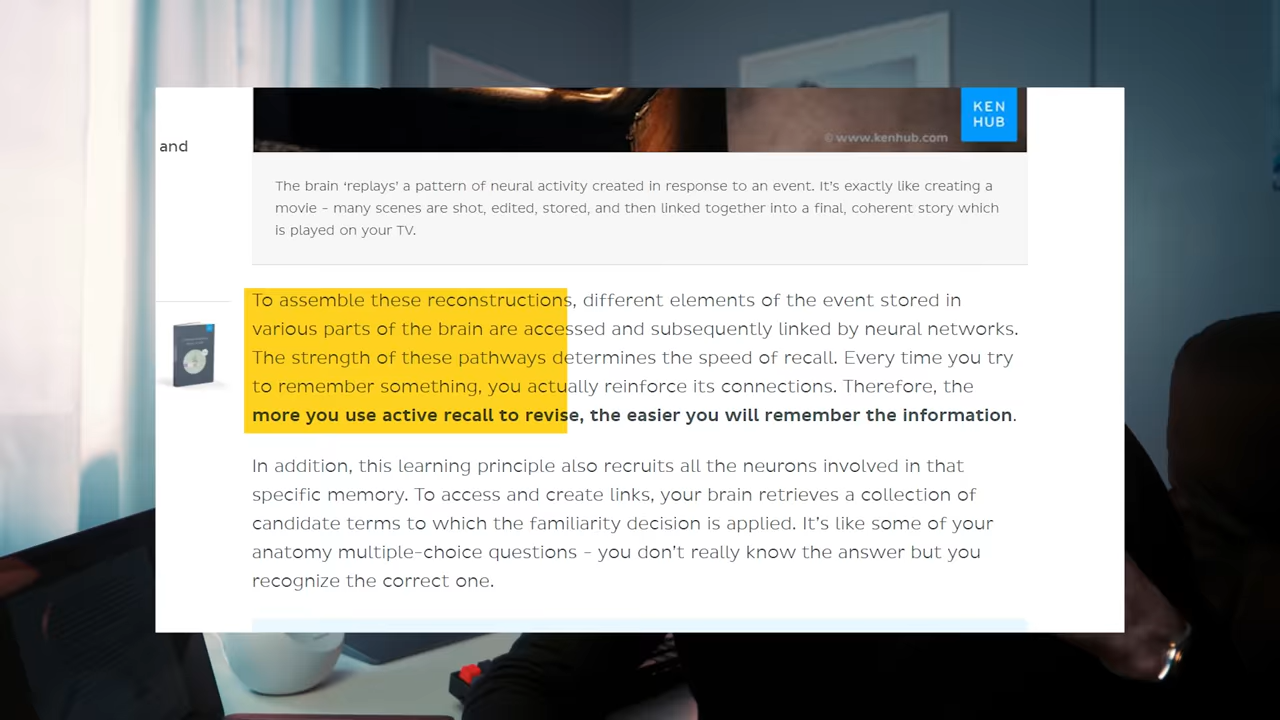 KEN
HUB
© www.kenhub.com
and
The brain ‘replays’ a pattern of neural activity created in response to an event. It’s exactly like creating a
movie – many scenes are shot, edited, stored, and then linked together into a final, coherent story which
is played on your TV.
To assemble these reconstructions, different elements of the event stored in
various parts of the brain are accessed and subsequently linked by neural networks.
The strength of these pathways determines the speed of recall. Every time you try
to remember something, you actually reinforce its connections. Therefore, the
more you use active recall to revise, the easier you will remember the information.
In addition, this learning principle also recruits all the neurons involved in that
specific memory. To access and create links, your brain retrieves a collection of
candidate terms to which the familiarity decision is applied. It’s like some of your
anatomy multiple-choice questions – you don’t really know the answer but you
recognize the correct one.